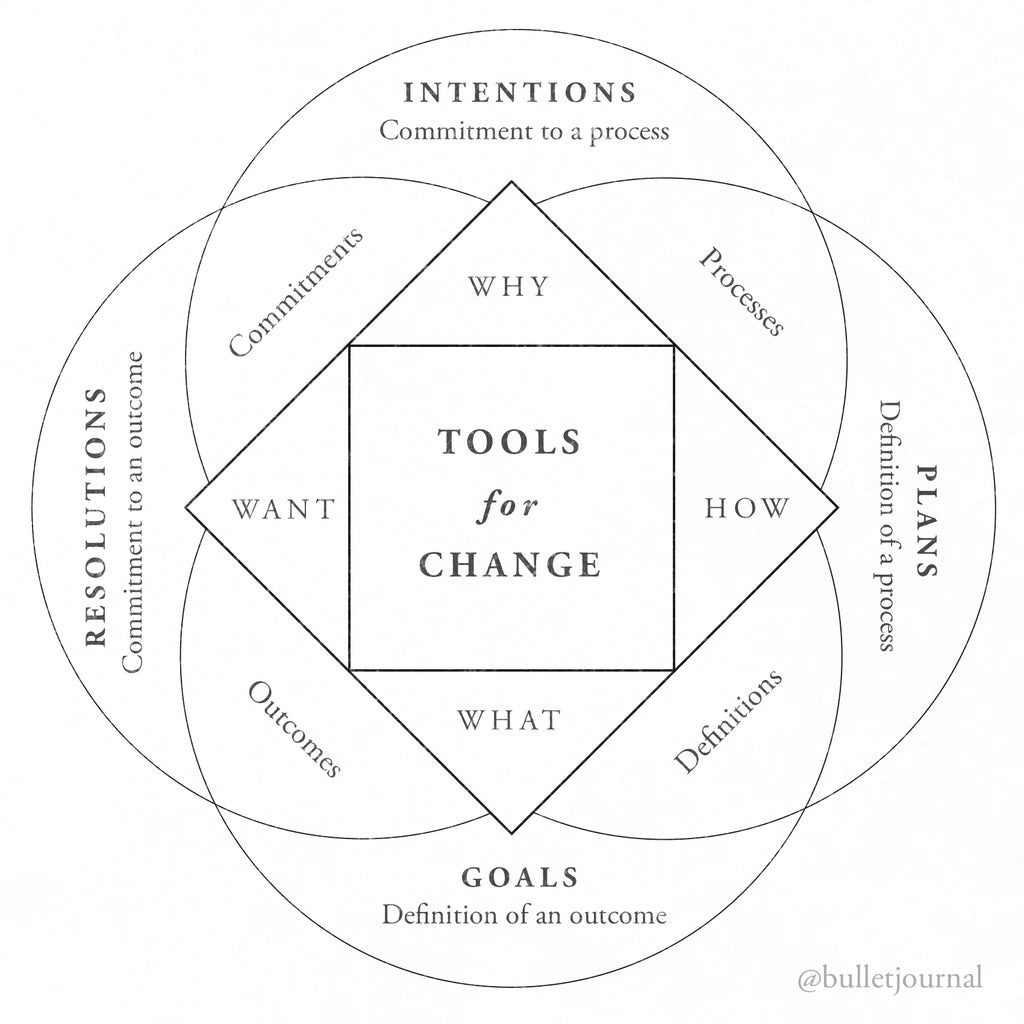 INTENTIONS
Commitment to a process
Commitments
WHY
Processes
RESOLUTIONS
Commitment to an outcome
WANT
TOOLS
for
CHANGE
HOW
PLANS
Definition of a process
Outcomes
WHAT
Definitions
GOALS
Definition of an outcome
@bulletjournal